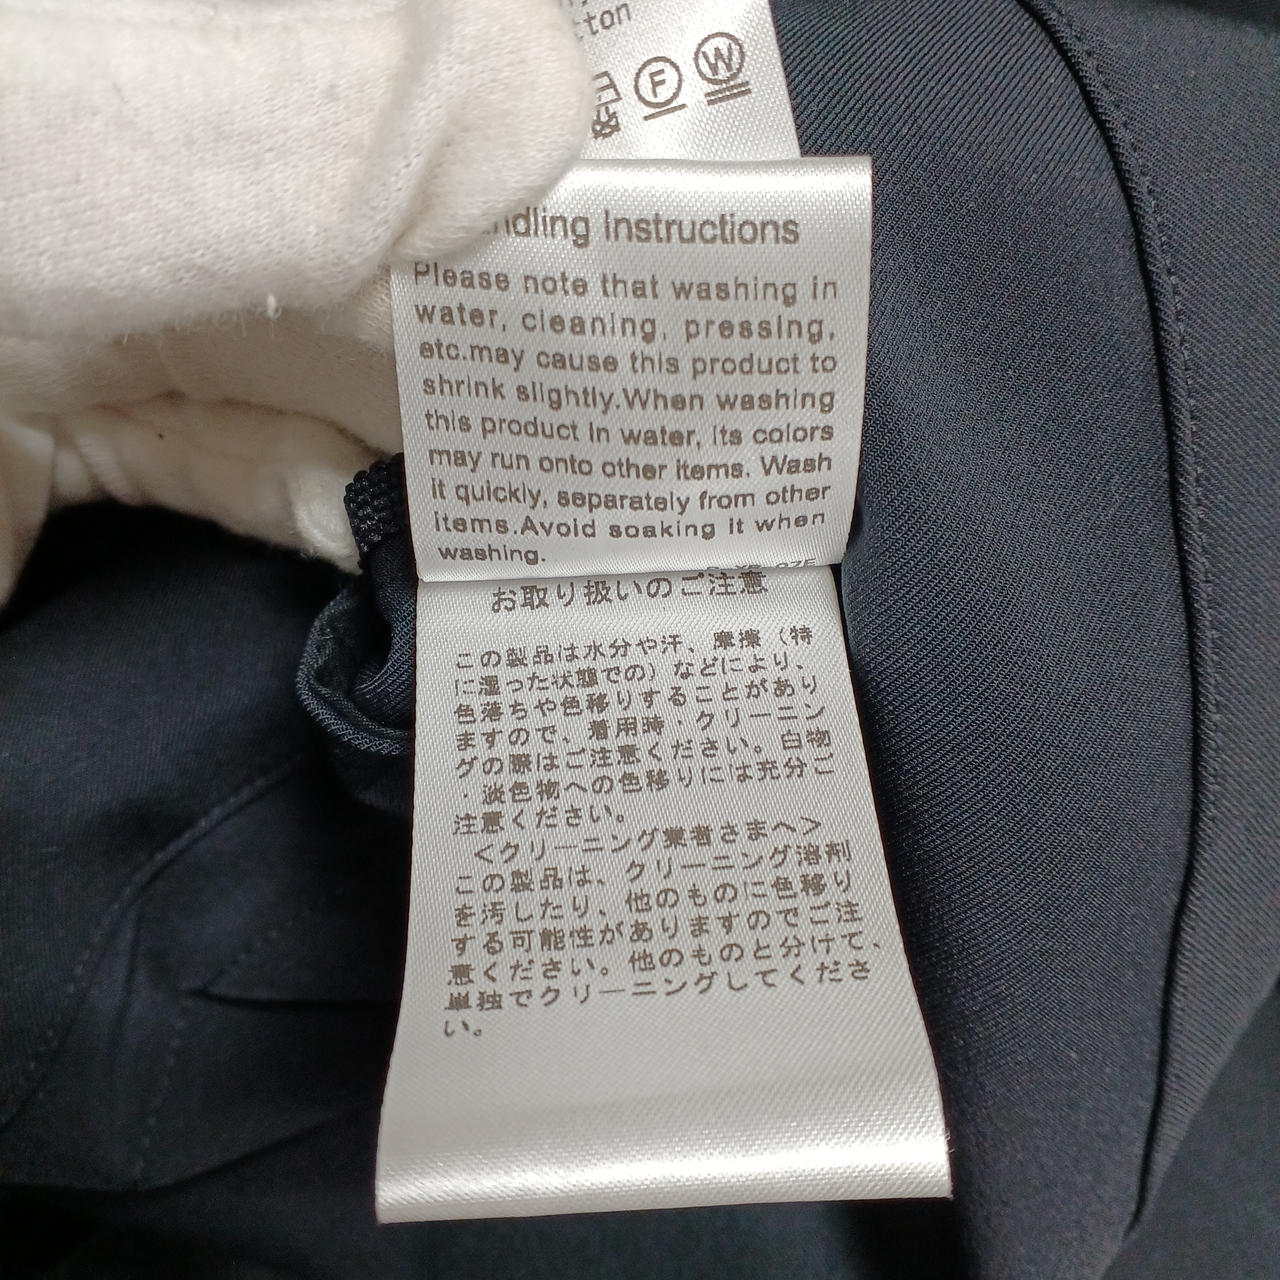 F W
Instructions
Please note that washing in
water, cleaning, pressing,
etc.may cause this product to
shrink slightly.When washing
this product in water, its colors
may run onto other items. Wash
it quickly, separately from other
items.Avoid soaking it when
washing.
お取り扱いのご注意
この製品は水分や汗、摩擦（特
に湿った状態での）などにより、
色落ちや色移りすることがあり
ますので、着用時・クリーニン
グの際はご注意ください。白物
・淡色物への色移りには充分ご
注意ください。
＜クリーニング業者さまへ＞
この製品は、クリーニング溶剤
を汚したり、他のものに色移り
する可能性がありますのでご注
意ください。他のものと分けて、
単独でクリーニングしてくださ
い。